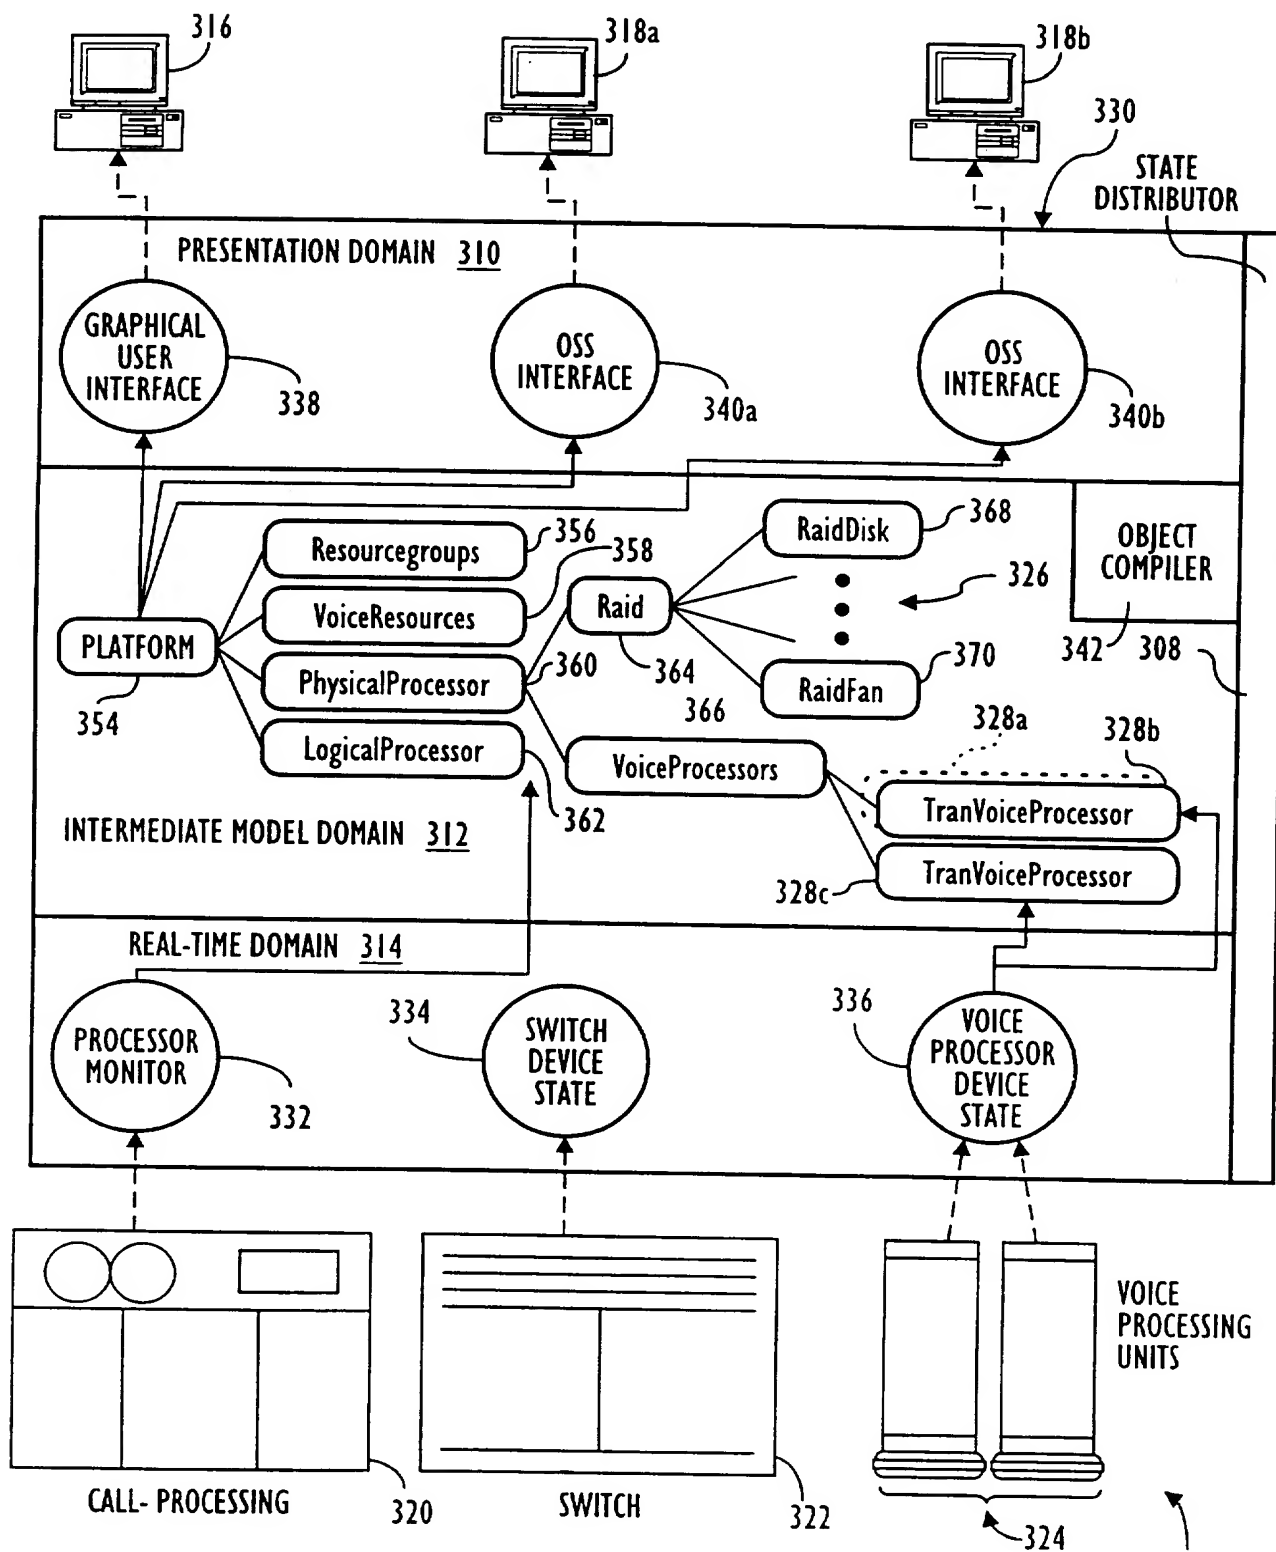 316
318a
318b
330
STATE
DISTRIBUTOR
PRESENTATION DOMAIN 310
GRAPHICAL
USER
INTERFACE
338
OSS
INTERFACE
340a
OSS
INTERFACE
340b
Resourcegroups
356
VoiceResources
358
PLATFORM
354
PhysicalProcessor
360
LogicalProcessor
362
Raid
364
366
RaidDisk
368
326
RaidFan
370
OBJECT
COMPILER
342
308
VoiceProcessors
328a
328b
TranVoiceProcessor
TranVoiceProcessor
328c
INTERMEDIATE MODEL DOMAIN 312
REAL-TIME DOMAIN 314
PROCESSOR
MONITOR
332
334
SWITCH
DEVICE
STATE
336
VOICE
PROCESSOR
DEVICE
STATE
VOICE
PROCESSING
UNITS
CALL- PROCESSING
320
SWITCH
322
324